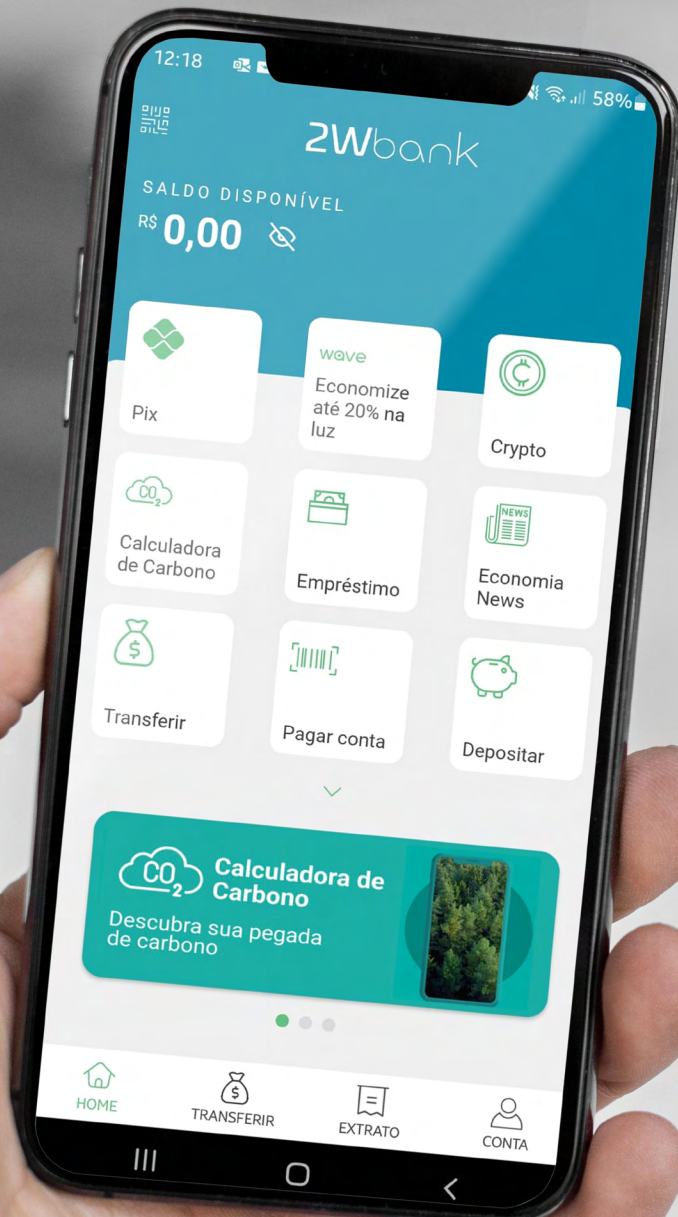 12:18
58%
2Wbank
SALDO DISPONÍVEL
R$ 0,00
Pix
wave
Economize
até 20% na
luz
Crypto
CO2
Calculadora
de Carbono
Empréstimo
NEWS
Economia
News
$
Transferir
Pagar conta
Depositar
CO2
Calculadora de
Carbono
Descubra sua pegada
de carbono
HOME
$
TRANSFERIR
EXTRATO
CONTA